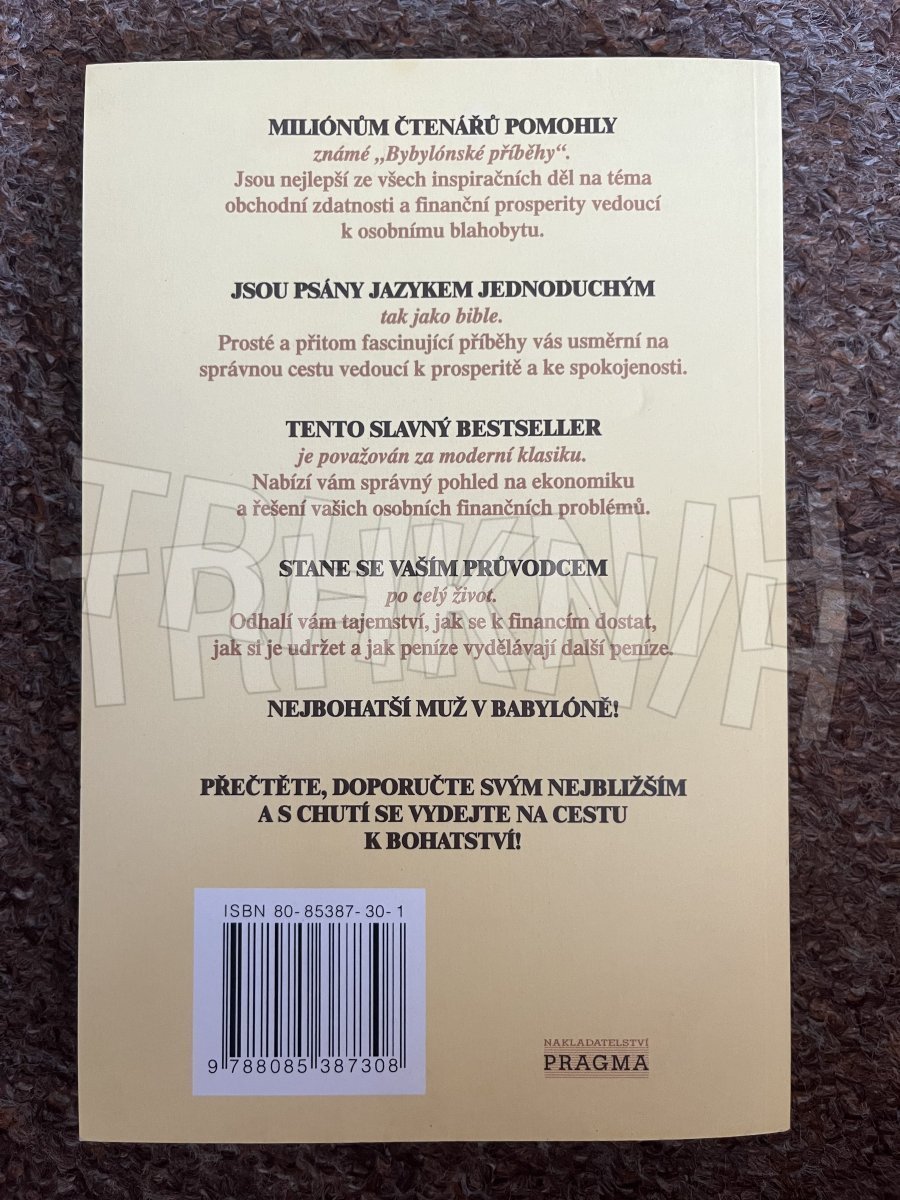 MILIÓNŮM ČTENÁŘŮ POMOHLY
známé „Bybylónské příběhy“.
Jsou nejlepší ze všech inspiračních děl na téma
obchodní zdatnosti a finanční prosperity vedoucí
k osobnímu blahobytu.
JSOU PSÁNY JAZYKEM JEDNODUCHÝM
tak jako bible.
Prosté a přitom fascinující příběhy vás usměrní na
správnou cestu vedoucí k prosperitě a ke spokojenosti.
TENTO SLAVNÝ BESTSELLER
je považován za moderní klasiku.
Nabízí vám správný pohled na ekonomiku
a řešení vašich osobních finančních problémů.
TRHKNIH
STANE SE VAŠÍM PRŮVODCEM
po celý život.
Odhalí vám tajemství, jak se k financím dostat,
jak si je udržet a jak peníze vydělávají další peníze.
NEJBOHATŠÍ MUŽ V BABYLÓNĚ!
PŘEČTĚTE, DOPORUČTE SVÝM NEJBLIŽŠÍM
A S CHUTÍ SE VYDEJTE NA CESTU
K BOHATSTVÍ!
ISBN 80-85387-30-1
9 788085 387308
NAKLADATELSTVÍ
PRAGMA